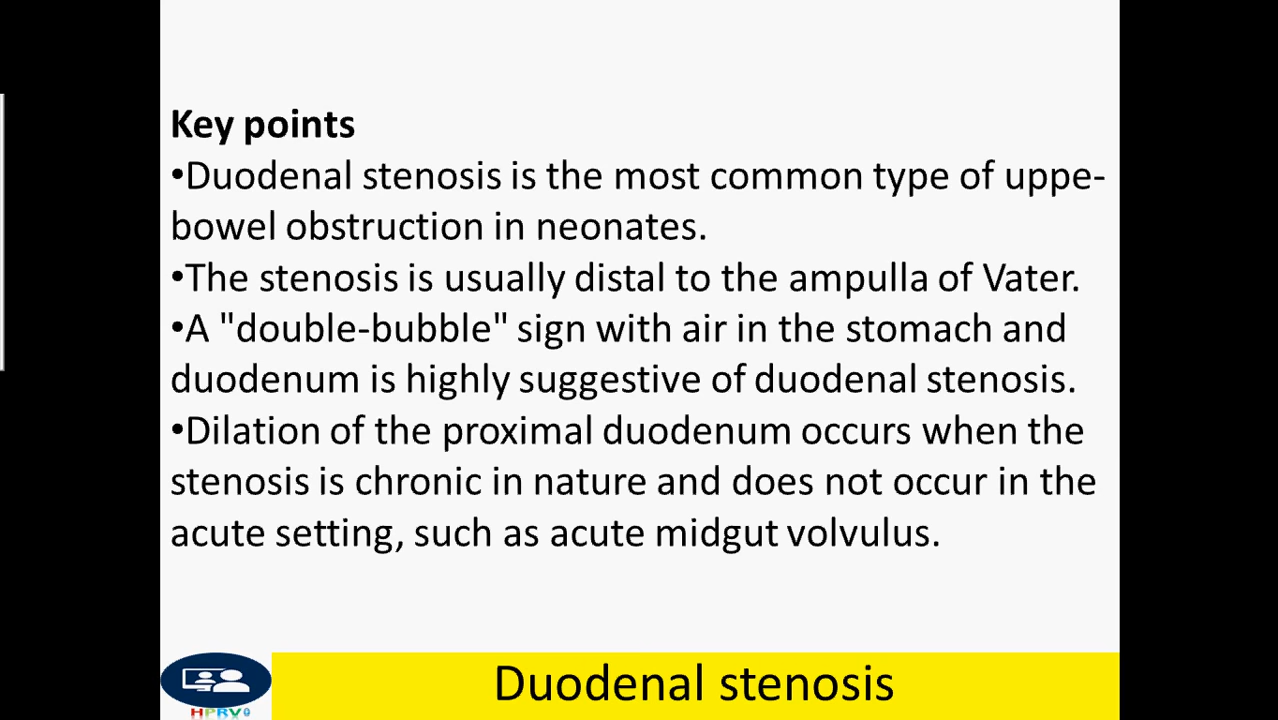 Key points
•Duodenal stenosis is the most common type of uppe-
bowel obstruction in neonates.
•The stenosis is usually distal to the ampulla of Vater.
•A "double-bubble" sign with air in the stomach and
duodenum is highly suggestive of duodenal stenosis.
•Dilation of the proximal duodenum occurs when the
stenosis is chronic in nature and does not occur in the
acute setting, such as acute midgut volvulus.
Duodenal stenosis
HPRV